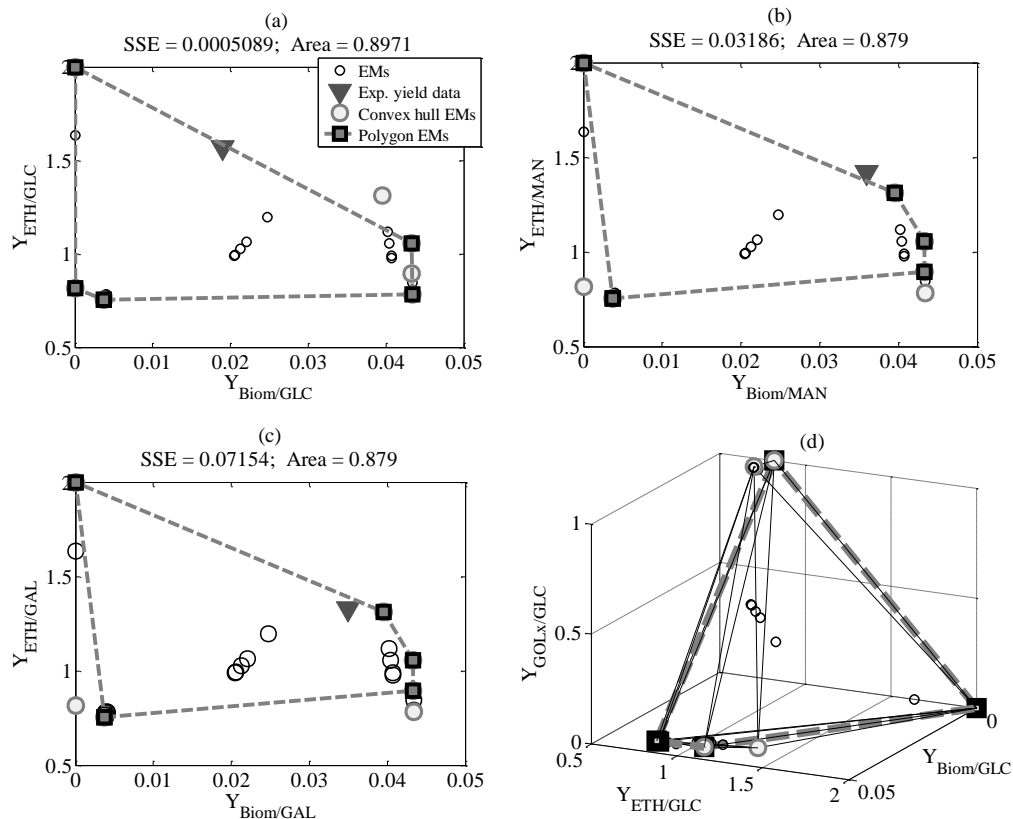 (a)
SSE = 0.0005089; Area = 0.8971
2
1.5
1
0.5
Y_ETH/GLC
0
0.01
0.02
0.03
0.04
0.05
Y_Biom/GLC
EMs
Exp. yield data
Convex hull EMs
Polygon EMs
(b)
SSE = 0.03186; Area = 0.879
2
1.5
1
0.5
Y_ETH/MAN
0
0.01
0.02
0.03
0.04
0.05
Y_Biom/MAN
(c)
SSE = 0.07154; Area = 0.879
2
1.5
1
0.5
Y_ETH/GAL
0
0.01
0.02
0.03
0.04
0.05
Y_Biom/GAL
(d)
1
0.5
0
Y_GOLx/GLC
0.5
1
1.5
2
Y_ETH/GLC
0.05
0
Y_Biom/GLC